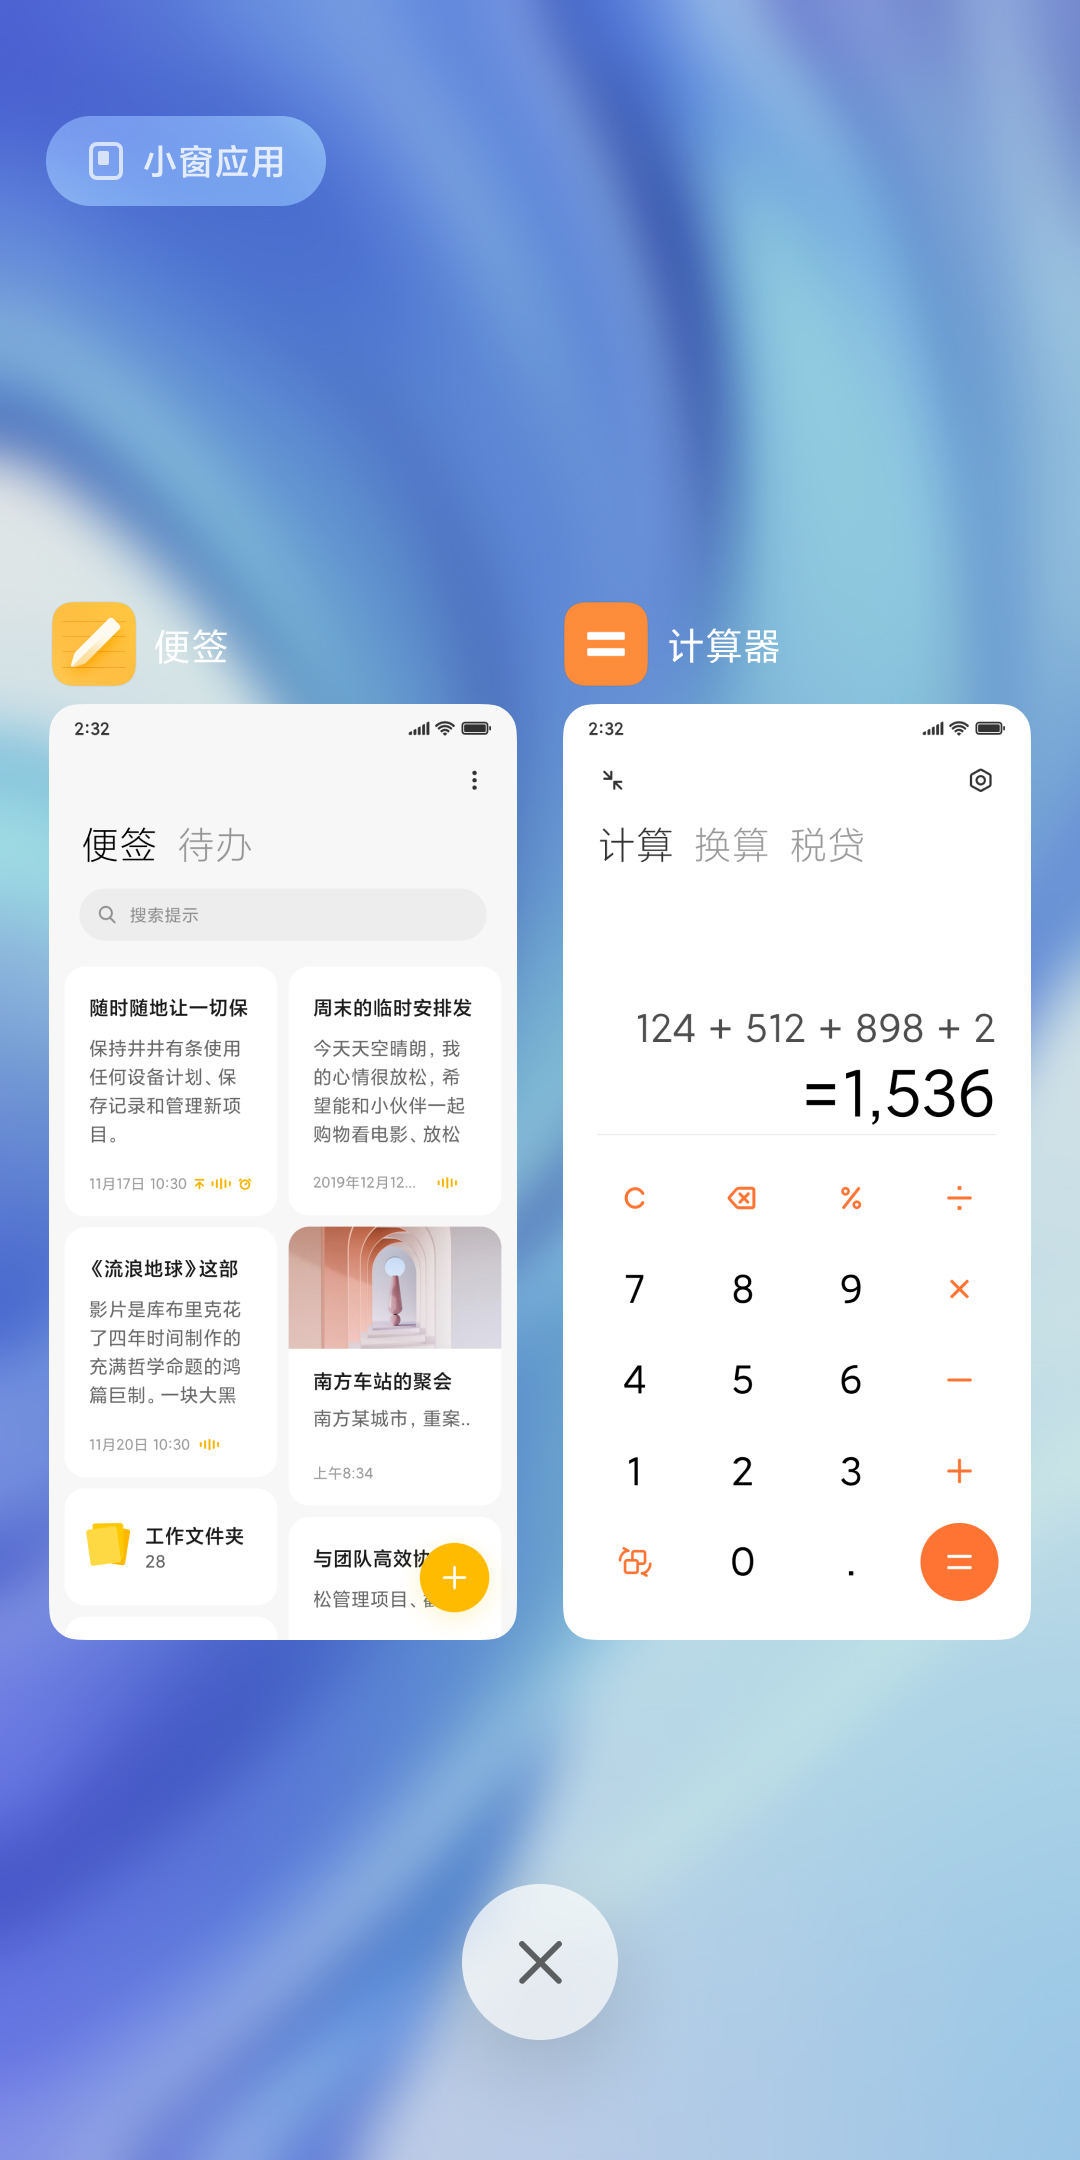 小窗应用
便签
2:32
便签 待办
搜索提示
随时随地让一切保
保持井井有条使用
任何设备计划、保
存记录和管理新项
目。
11月17日 10:30
周末的临时安排发
今天天空晴朗，我
的心情很放松，希
望能和小伙伴一起
购物看电影、放松
2019年12月12...
《流浪地球》这部
影片是库布里克花
了四年时间制作的
充满哲学命题的鸿
篇巨制。一块大黑
11月20日 10:30
南方车站的聚会
南方某城市，重案..
上午8:34
工作文件夹
28
与团队高效协
松管理项目、
计算器
2:32
计算 换算 税贷
124 + 512 + 898 + 2
=1,536
C % ÷
7 8 9 ×
4 5 6 −
1 2 3 +
0 . =